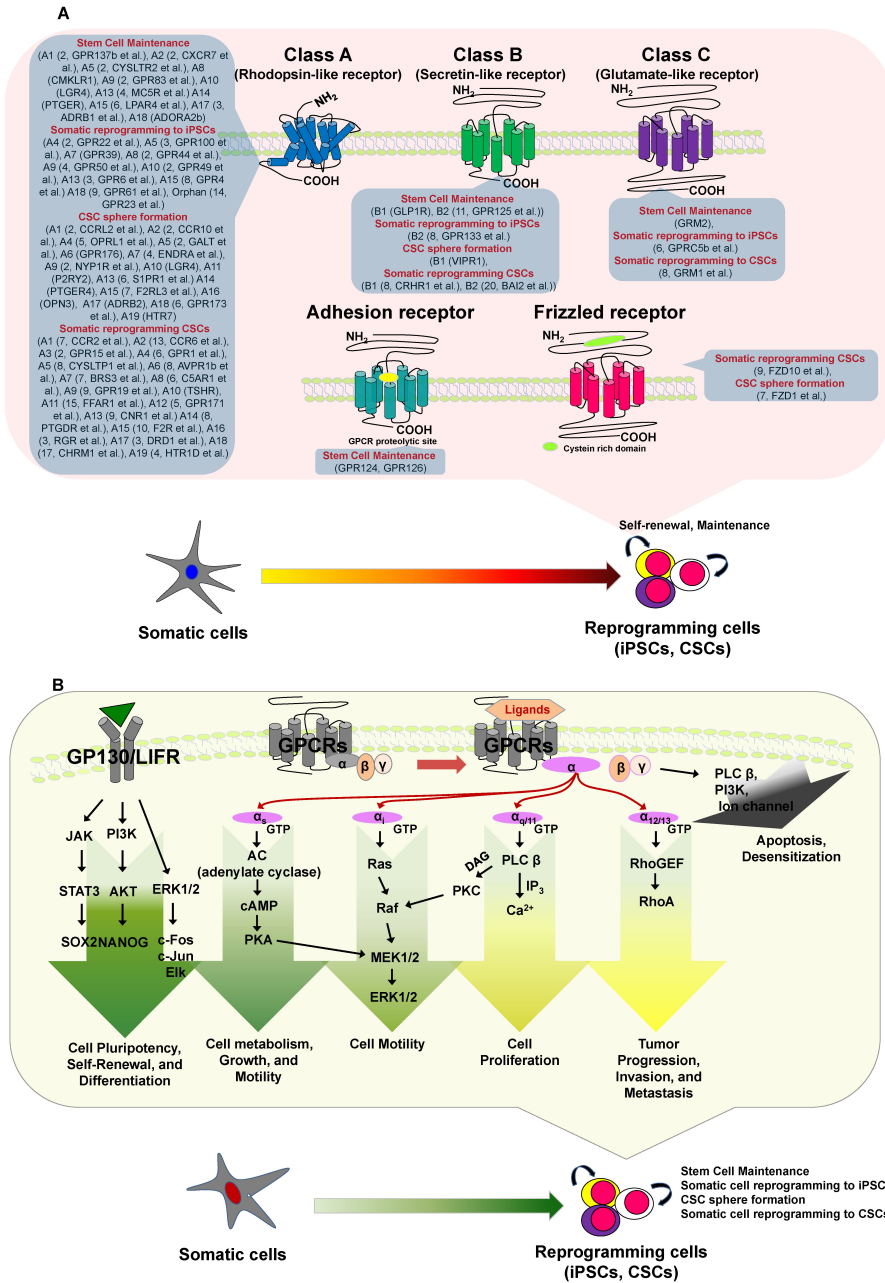 A
Stem Cell Maintenance
(A1 (2, GPR137b et al.), A2 (2, CXCR7 et
al.), A5 (2, CYSLTR2 et al.), A8
(CMKLR1), A9 (2, GPR83 et al.), A10
(LGR4), A13 (4, MC5R et al.), A14
(PTGER), A15 (6, LPAR4 et al.), A17 (3,
ADRB1 et al.), A18 (ADORA2b)
Somatic reprogramming to iPSCs
(A4 (2, GPR22 et al.), A5 (3, GPR100 et
al.), A7 (GPR39), A8 (2, GPR44 et al.),
A9 (4, GPR50 et al.), A10 (2, GPR49 et
al.), A13 (3, GPR6 et al.), A15 (8, GPR4
et al.) A18 (9, GPR61 et al.), Orphan (14,
GPR23 et al.)
CSC sphere formation
(A1 (2, CCRL2 et al.), A2 (2, CCR10 et
al.), A4 (5, OPRL1 et al.), A5 (2, GALT et
al.), A6 (GPR176), A7 (4, ENDRA et al.),
A9 (2, NYP1R et al.), A10 (LGR4), A11
(P2RY2), A13 (6, S1PR1 et al.) A14
(PTGER4), A15 (7, F2RL3 et al.), A16
(OPN3), A17 (ADRB2), A18 (6, GPR173
et al.), A19 (HTR7)
Somatic reprogramming CSCs
(A1 (7, CCR2 et al.), A2 (13, CCR6 et al.),
A3 (2, GPR15 et al.), A4 (6, GPR1 et al.),
A5 (8, CYSLTP1 et al.), A6 (8, AVPR1b et
al.), A7 (7, BRS3 et al.), A8 (6, C5AR1 et
al.), A9 (9, GPR19 et al.), A10 (TSHR),
A11 (15, FFAR1 et al.), A12 (5, GPR171
et al.), A13 (9, CNR1 et al.) A14 (8,
PTGDR et al.), A15 (10, F2R et al.), A16
(3, RGR et al.), A17 (3, DRD1 et al.), A18
(17, CHRM1 et al.), A19 (4, HTR1D et al.)
Class A
(Rhodopsin-like receptor)
NH2
COOH
Class B
(Secretin-like receptor)
NH2
COOH
Stem Cell Maintenance
(B1 (GLP1R), B2 (11, GPR125 et al.))
Somatic reprogramming to iPSCs
(B2 (8, GPR133 et al.)
CSC sphere formation
(B1 (VIPR1),
Somatic reprogramming CSCs
(B1 (8, CRHR1 et al.), B2 (20, BAI2 et al.))
Class C
(Glutamate-like receptor)
NH2
COOH
Stem Cell Maintenance
(GRM2),
Somatic reprogramming to iPSCs
(6, GPRC5b et al.)
Somatic reprogramming to CSCs
(8, GRM1 et al.)
Adhesion receptor
NH2
COOH
GPCR proteolytic site
Stem Cell Maintenance
(GPR124, GPR126)
Frizzled receptor
NH2
COOH
Cystein rich domain
Somatic reprogramming CSCs
(9, FZD10 et al.),
CSC sphere formation
(7, FZD1 et al.)
Self-renewal, Maintenance
Somatic cells
Reprogramming cells
(iPSCs, CSCs)
B
GP130/LIFR
GPCRs
α
β
γ
Ligands
GPCRs
α
β
γ
PLC β,
PI3K,
Ion channel
Apoptosis,
Desensitization
JAK
PI3K
STAT3
AKT
ERK1/2
SOX2
NANOG
c-Fos
c-Jun
Elk
αs
GTP
AC
(adenylate cyclase)
cAMP
PKA
αi
GTP
Ras
Raf
MEK1/2
ERK1/2
αq/11
GTP
PLC β
DAG
PKC
IP3
Ca2+
α12/13
GTP
RhoGEF
RhoA
Cell Pluripotency,
Self-Renewal, and
Differentiation
Cell metabolism,
Growth, and
Motility
Cell Motility
Cell
Proliferation
Tumor
Progression,
Invasion, and
Metastasis
Somatic cells
Reprogramming cells
(iPSCs, CSCs)
Stem Cell Maintenance
Somatic cell reprogramming to iPSC
CSC sphere formation
Somatic cell reprogramming to CSCs